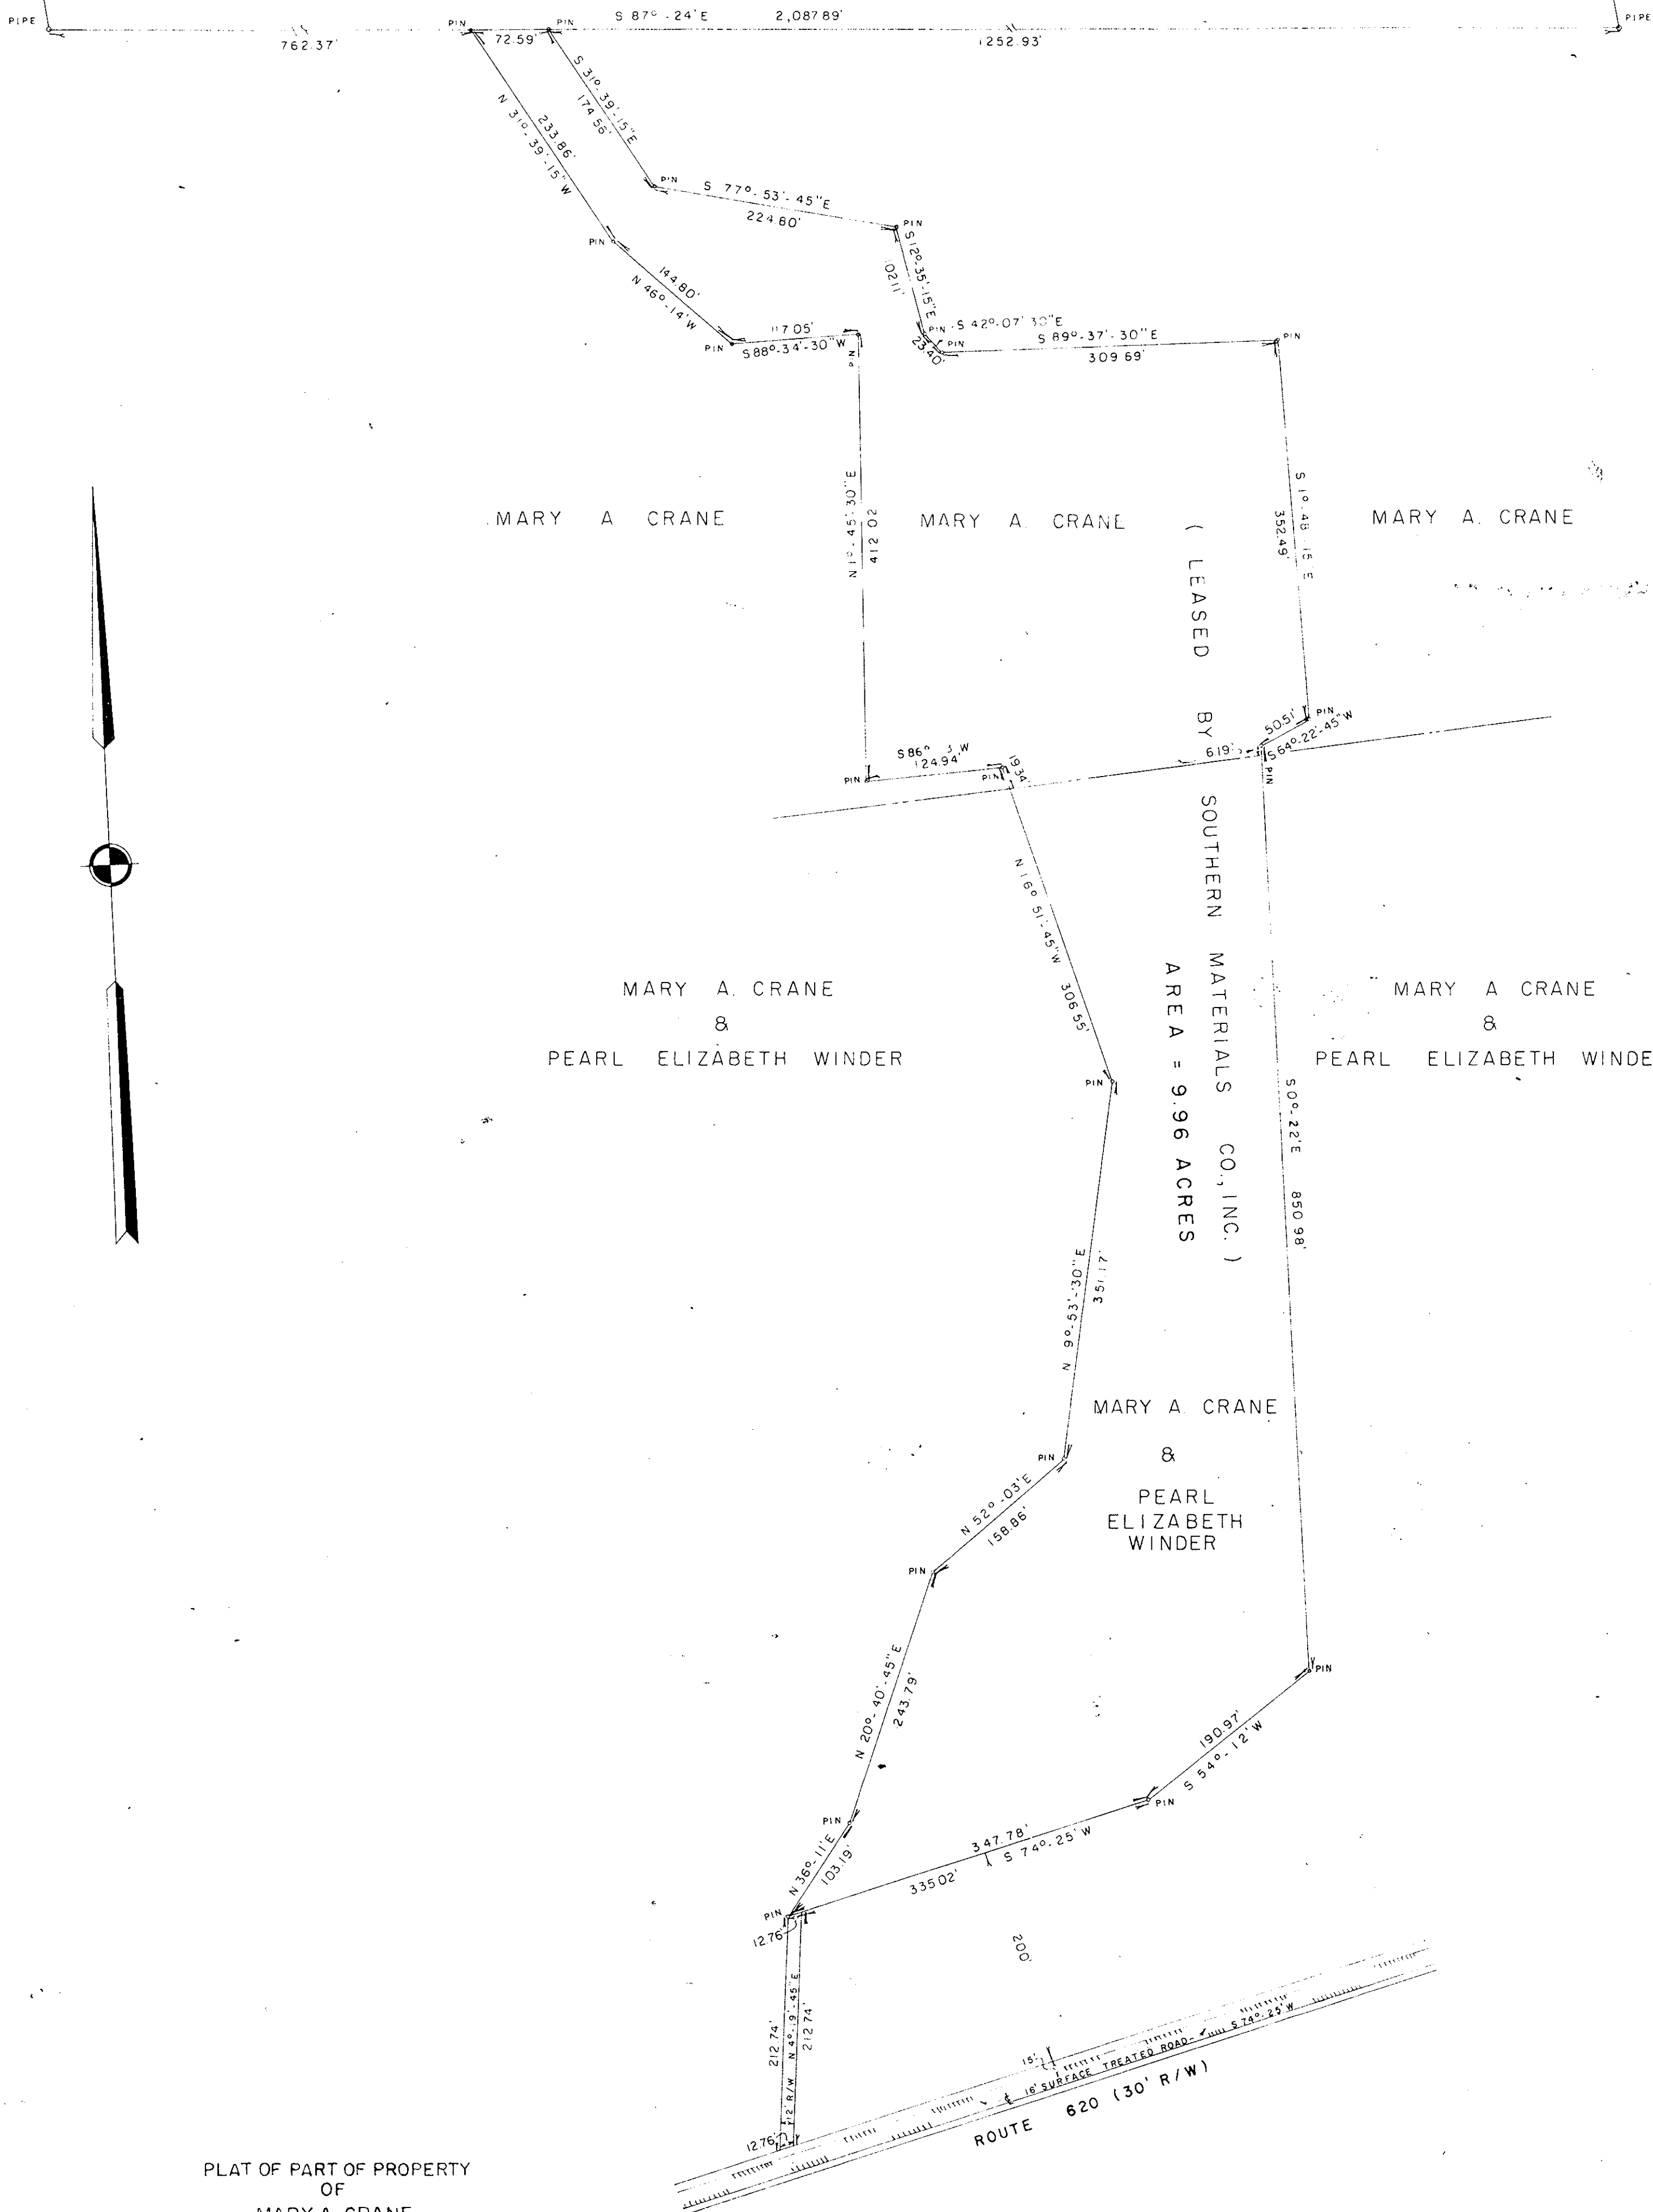 PIPE
PIN
PIN
S 87° - 24' E 2,087.89'
PIPE
762.37'
72.59'
1252.93'
S 31°-39'-15"E
174.56'
233.86'
N 31°-39'-15"W
PIN
S 77°-53'-45"E
224.80'
PIN
PIN
S 12°-35'-15"E
102.11'
144.80'
N 46°-14'W
PIN
117.05'
S 88°-34'-30"W
PIN
PIN
S 42°-07' 30"E
23.40'
PIN
S 89°-37'-30"E
309.69'
PIN
N 1°-45'-30"E
412.02
S 1°-48'-15"E
352.49'
MARY A CRANE
MARY A. CRANE
MARY A. CRANE
( LEASED BY SOUTHERN MATERIALS CO., INC. )
AREA = 9.96 ACRES
50.51'
PIN
S 64°-22'-45"W
PIN
S 86° W
124.94'
PIN
PIN
19.34'
N 16° 51'-45"W 306.55'
MARY A. CRANE
&
PEARL ELIZABETH WINDER
MARY A CRANE
&
PEARL ELIZABETH WINDE
PIN
S 0°-22'E 850.98'
N 9°-53'-30"E
351.17'
MARY A. CRANE
&
PEARL
ELIZABETH
WINDER
PIN
N 52°-03'E
158.86'
PIN
N 20°-40'-45"E
243.79'
PIN
190.97'
S 54°-12'W
PIN
PIN
347.78'
S 74°-25'W
335.02'
N 36°-11'E
103.19'
PIN
12.76'
200'
212.74'
12' R/W N 4°-19'-45"E
212.74'
12.76'
15'
16' SURFACE TREATED ROAD- S 74°-25'W
ROUTE 620 (30' R/W)
PLAT OF PART OF PROPERTY
OF
MARY A. CRANE